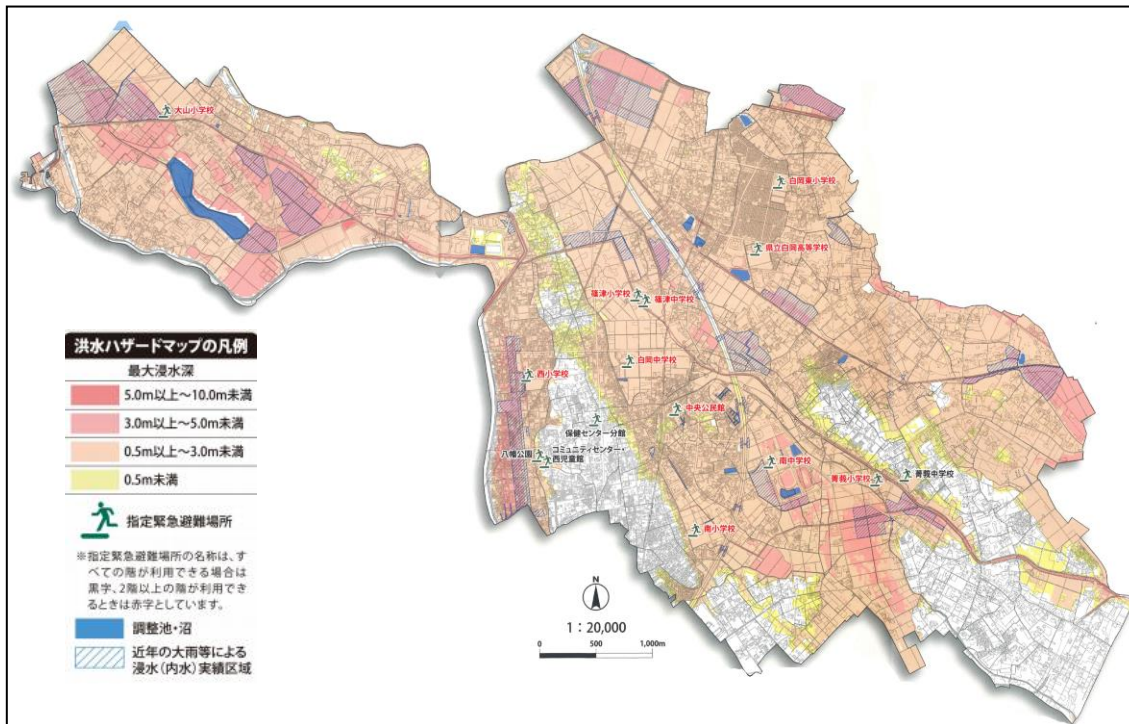 大山小学校
白岡東小学校
県立白岡高等学校
篠津小学校
篠津中学校
白岡中学校
西小学校
中央公民館
保健センター分館
八幡公園
コミュニティセンター・
西児童館
南中学校
菁莪小学校
菁莪中学校
南小学校
洪水ハザードマップの凡例
最大浸水深
5.0m以上～10.0m未満
3.0m以上～5.0m未満
0.5m以上～3.0m未満
0.5m未満
指定緊急避難場所
※指定緊急避難場所の名称は、す
べての階が利用できる場合は
黒字、2階以上の階が利用でき
るときは赤字としています。
調整池・沼
近年の大雨等による
浸水(内水)実績区域
N
1：20,000
0 500 1,000m